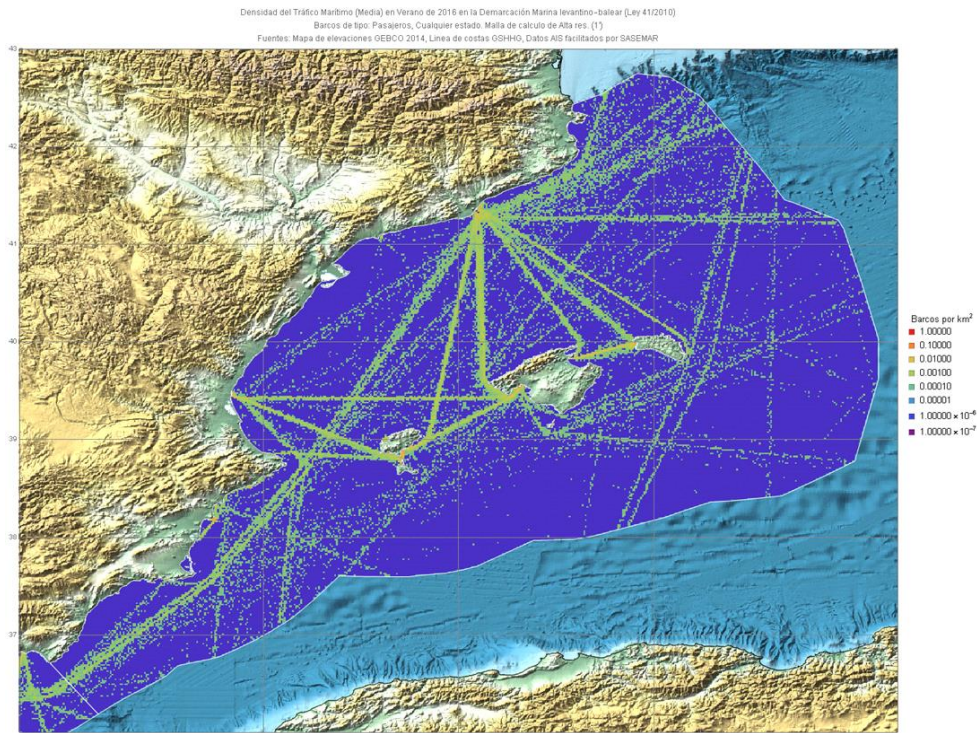 Densidad del Tráfico Marítimo (Media) en Verano de 2016 en la Demarcación Marina levantino-balear (Ley 41/2010)
Barcos de tipo: Pasajeros, Cualquier estado. Malla de calculo de Alta res. (1')
Fuentes: Mapa de elevaciones GEBCO 2014, Linea de costas GSHHG, Datos AIS facilitados por SASEMAR
43
42
41
40
39
38
37
Barcos por km²
1.00000
0.10000
0.01000
0.00100
0.00010
0.00001
1.00000 × 10⁻⁶
1.00000 × 10⁻⁷